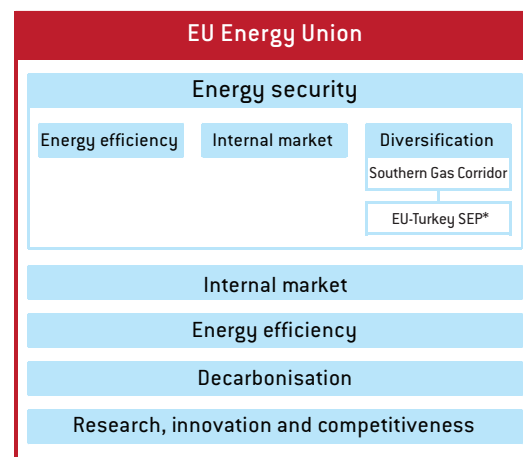 EU Energy Union
Energy security
Energy efficiency
Internal market
Diversification
Southern Gas Corridor
EU-Turkey SEP*
Internal market
Energy efficiency
Decarbonisation
Research, innovation and competitiveness